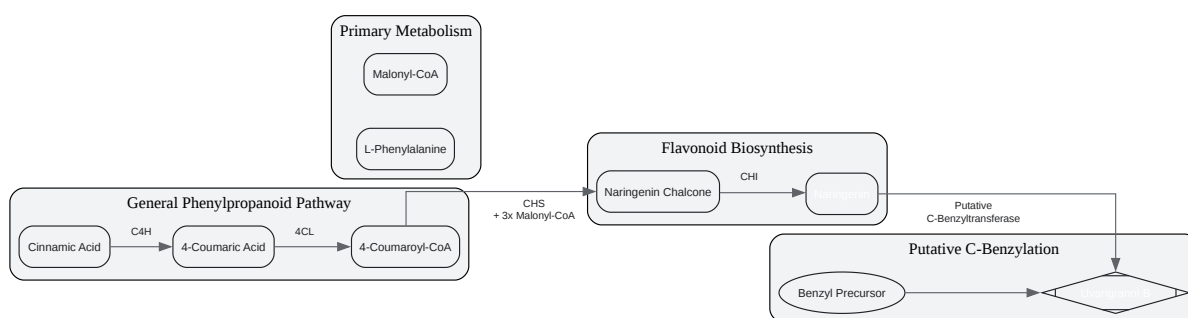 Primary Metabolism
Malonyl-CoA
L-Phenylalanine
Flavonoid Biosynthesis
Naringenin Chalcone
CHI
Naringenin
General Phenylpropanoid Pathway
CHS
+ 3x Malonyl-CoA
Putative
C-Benzyltransferase
Cinnamic Acid
C4H
4-Coumaric Acid
4CL
4-Coumaroyl-CoA
Putative C-Benzylation
Benzyl Precursor